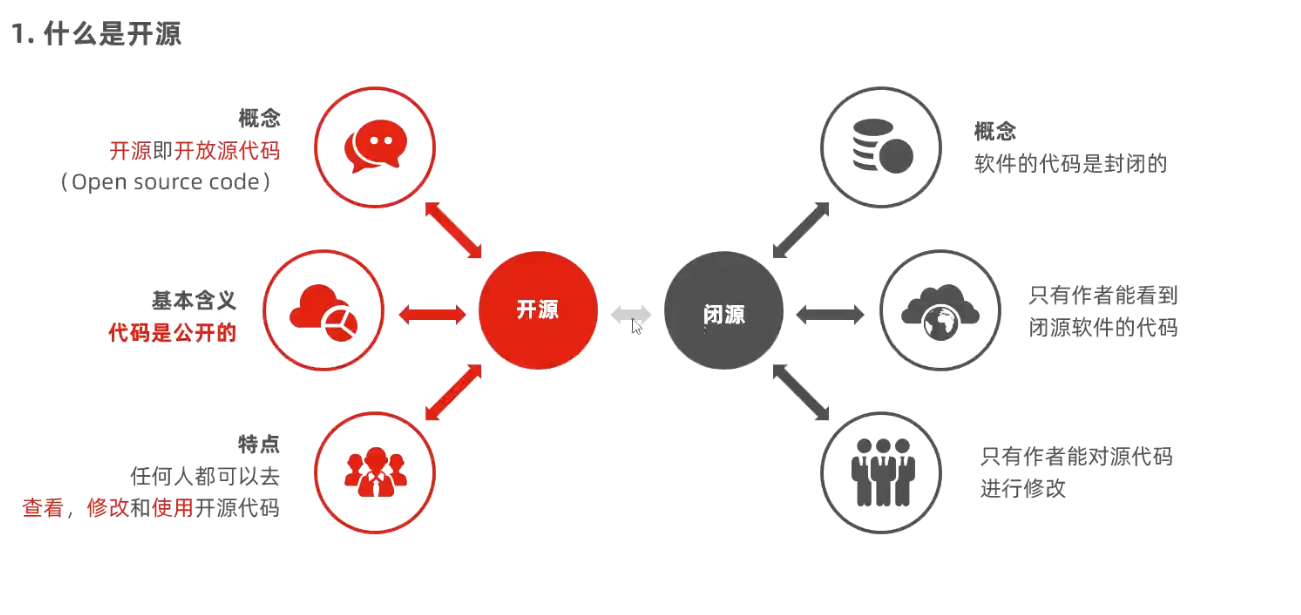 1. 什么是开源
概念
开源即开放源代码
（Open source code）
基本含义
代码是公开的
特点
任何人都可以去
查看，修改和使用开源代码
开源
闭源
概念
软件的代码是封闭的
只有作者能看到
闭源软件的代码
只有作者能对源代码
进行修改